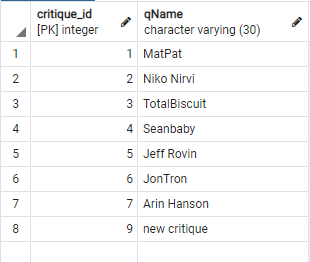 critique_id qName
[PK] integer character varying (30)
1 1 MatPat
2 2 Niko Nirvi
3 3 TotalBiscuit
4 4 Seanbaby
5 5 Jeff Rovin
6 6 JonTron
7 7 Arin Hanson
8 9 new critique